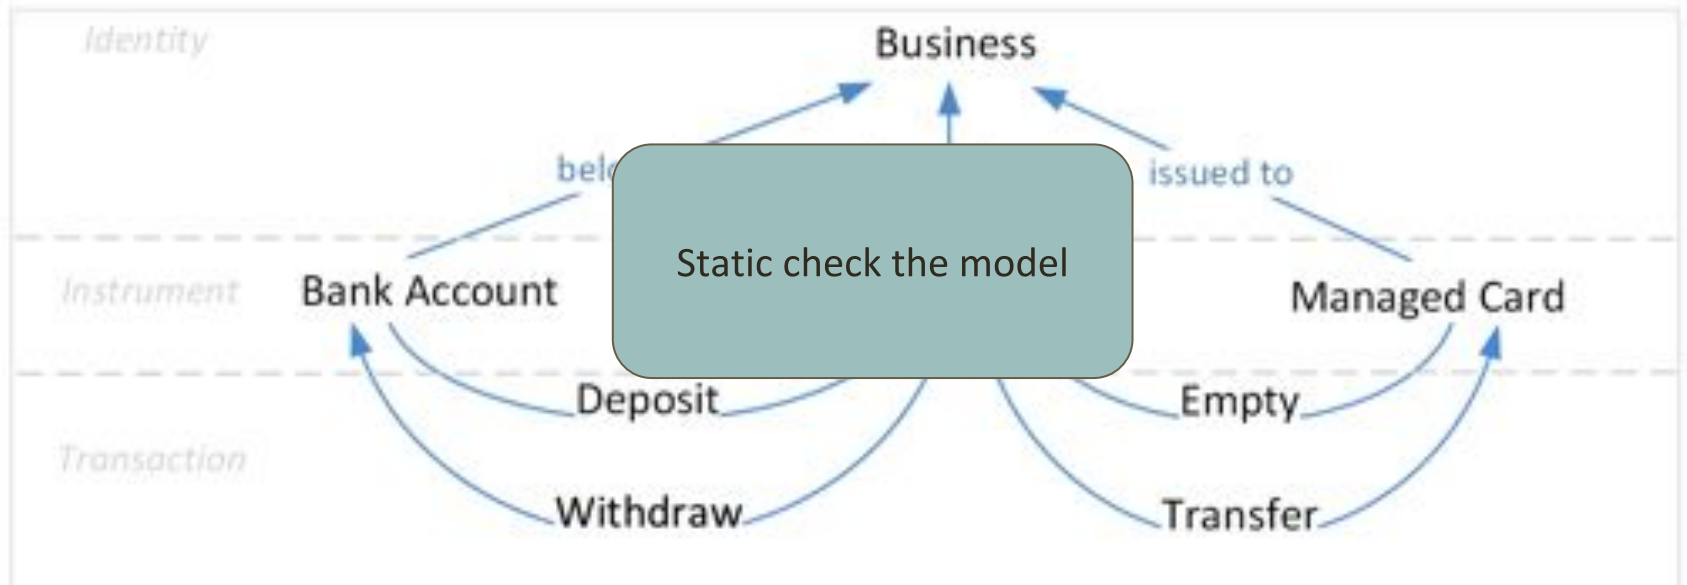 Identity
Business
issued to
Static check the model
Instrument
Bank Account
Managed Card
Deposit
Empty
Transaction
Withdraw
Transfer